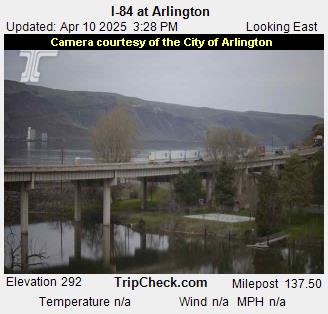 I-84 at Arlington
Updated: Apr 10 2025 3:28 PM Looking East
Camera courtesy of the City of Arlington
Elevation 292 TripCheck.com Milepost 137.50
Temperature n/a Wind n/a MPH n/a